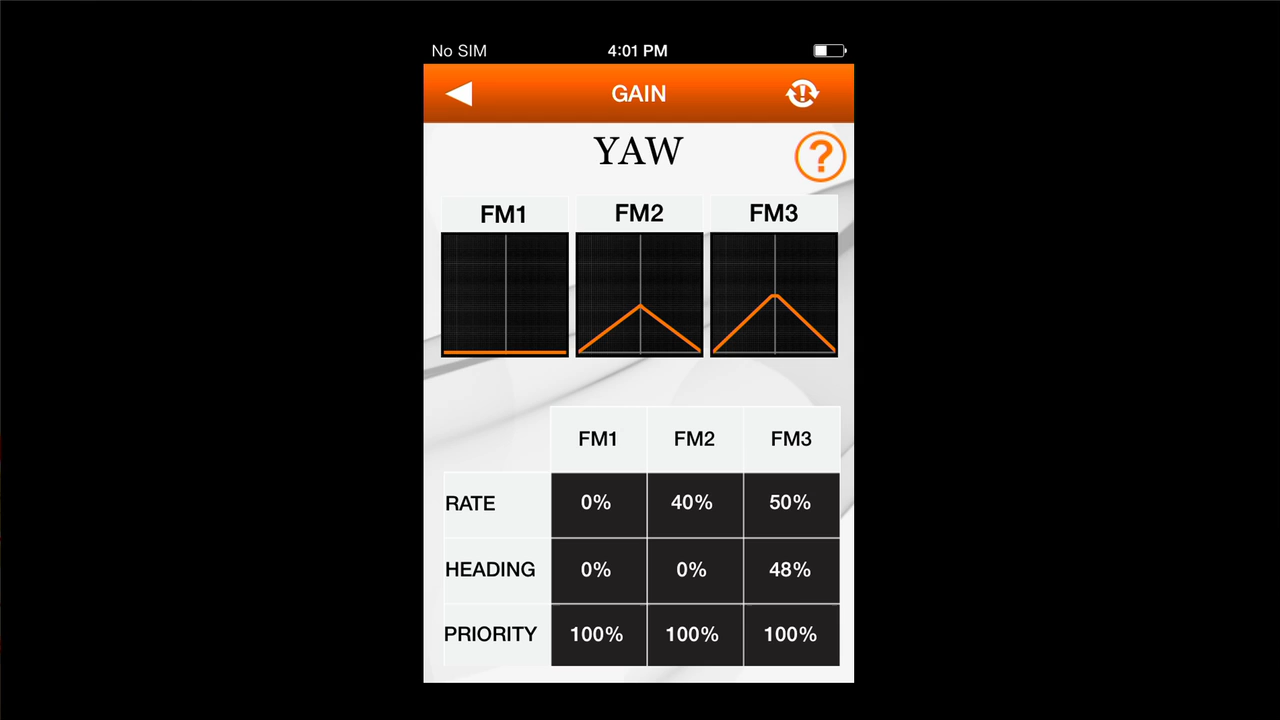 No SIM 4:01 PM
GAIN
YAW ?
FM1 FM2 FM3
FM1 FM2 FM3
RATE 0% 40% 50%
HEADING 0% 0% 48%
PRIORITY 100% 100% 100%